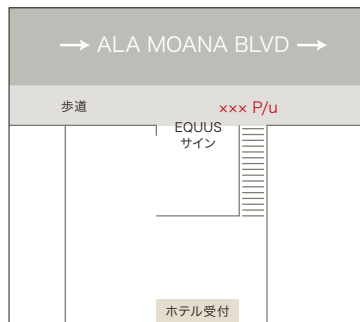 → ALA MOANA BLVD →
歩道
××× P/u
EQUUS
サイン
ホテル受付